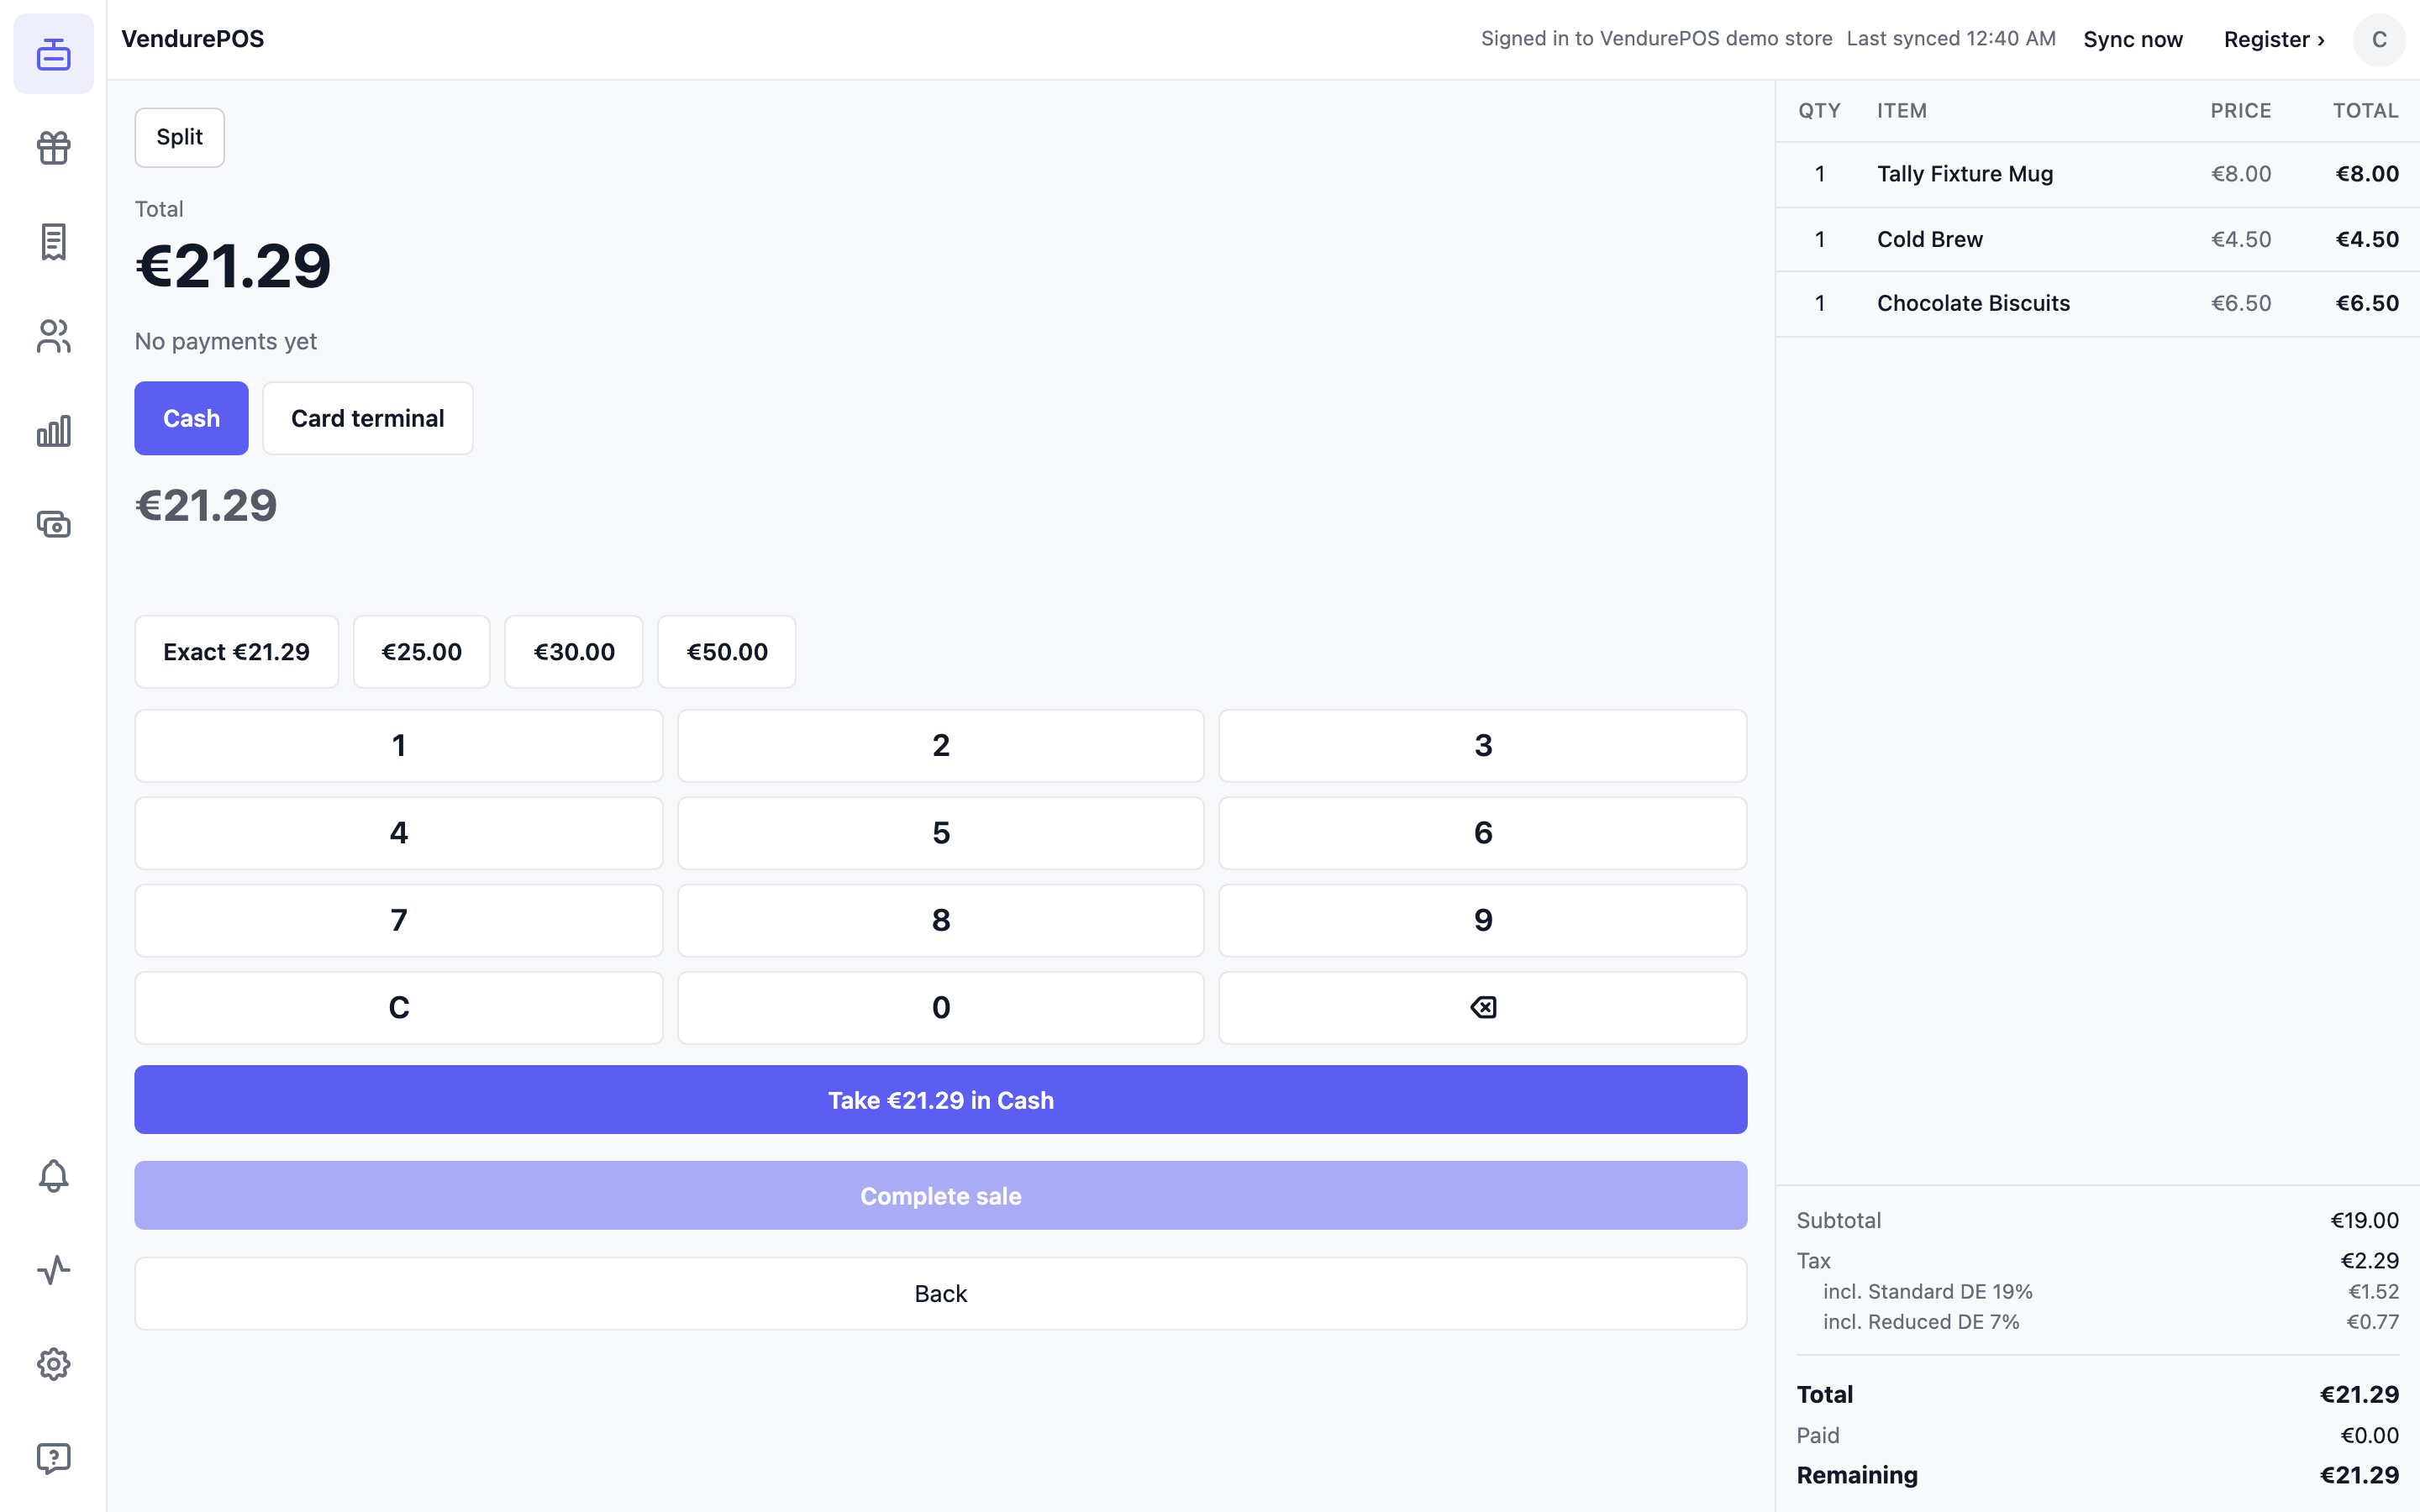 VendurePOS
Signed in to VendurePOS demo store Last synced 12:40 AM Sync now Register › C
Split
Total
€21.29
No payments yet
Cash Card terminal
€21.29
Exact €21.29 €25.00 €30.00 €50.00
1 2 3
4 5 6
7 8 9
C 0
Take €21.29 in Cash
Complete sale
Back
QTY ITEM PRICE TOTAL
1 Tally Fixture Mug €8.00 €8.00
1 Cold Brew €4.50 €4.50
1 Chocolate Biscuits €6.50 €6.50
Subtotal €19.00
Tax €2.29
incl. Standard DE 19% €1.52
incl. Reduced DE 7% €0.77
Total €21.29
Paid €0.00
Remaining €21.29